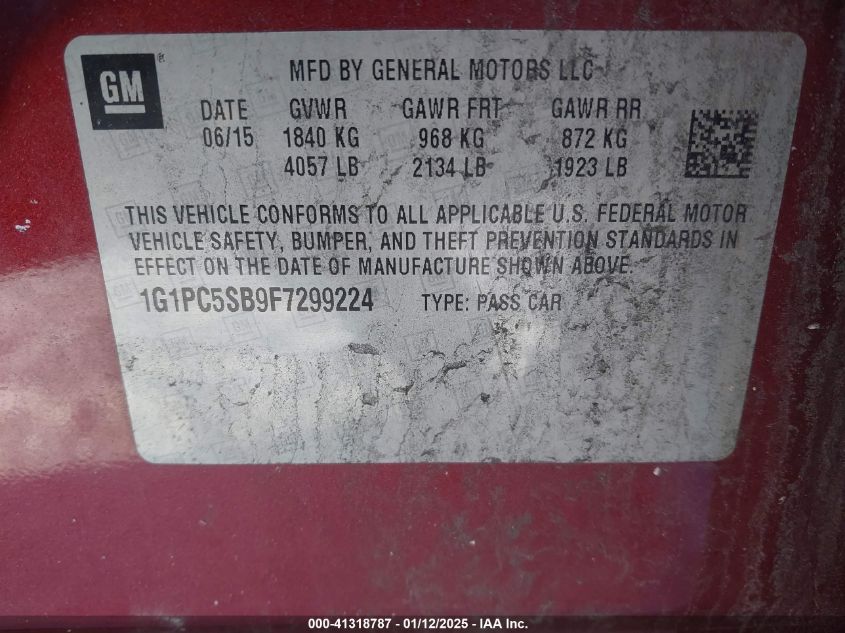 GM ®
MFD BY GENERAL MOTORS LLC
DATE GVWR GAWR FRT GAWR RR
06/15 1840 KG 968 KG 872 KG
4057 LB 2134 LB 1923 LB
THIS VEHICLE CONFORMS TO ALL APPLICABLE U.S. FEDERAL MOTOR
VEHICLE SAFETY, BUMPER, AND THEFT PREVENTION STANDARDS IN
EFFECT ON THE DATE OF MANUFACTURE SHOWN ABOVE.
1G1PC5SB9F7299224 TYPE: PASS CAR
000-41318787 - 01/12/2025 - IAA Inc.